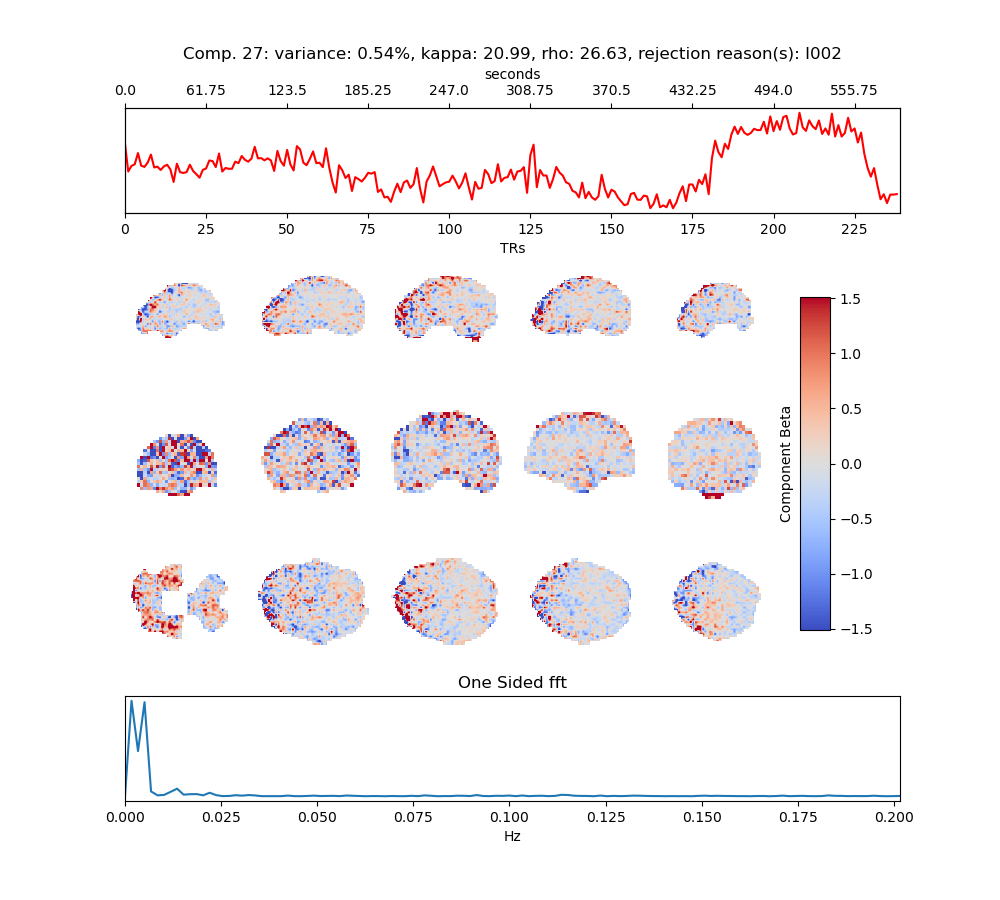 Comp. 27: variance: 0.54%, kappa: 20.99, rho: 26.63, rejection reason(s): I002
seconds
0.0 61.75 123.5 185.25 247.0 308.75 370.5 432.25 494.0 555.75
0 25 50 75 100 125 150 175 200 225
TRs
1.5
1.0
0.5
0.0
−0.5
−1.0
−1.5
Component Beta
One Sided fft
0.000 0.025 0.050 0.075 0.100 0.125 0.150 0.175 0.200
Hz